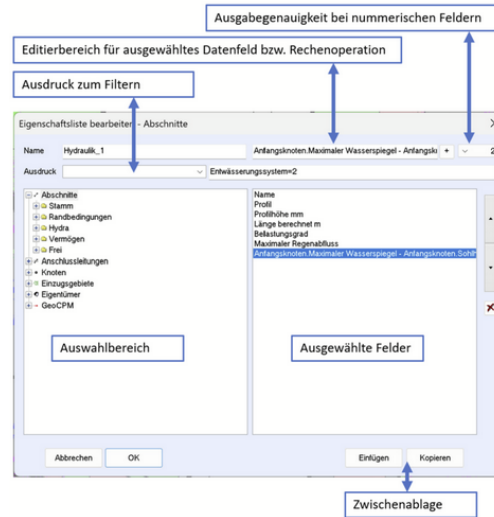 Ausgabegenauigkeit bei nummerischen Feldern
Editierbereich für ausgewähltes Datenfeld bzw. Rechenoperation
Ausdruck zum Filtern
Eigenschaftsliste bearbeiten - Abschnitte
Name Hydraulik_1 Anfangsknoten.Maximaler Wasserspiegel - Anfangskn + 2
Ausdruck Entwässerungssystem=2
Abschnitte
Stamm
Randbedingungen
Hydra
Vermögen
Frei
Anschlussleitungen
Knoten
Einzugsgebiete
Eigentümer
GeoCPM
Name
Profil
Profilhöhe mm
Länge berechnet m
Belastungsgrad
Maximaler Regenabfluss
Anfangsknoten.Maximaler Wasserspiegel - Anfangsknoten.Sohlh
Auswahlbereich
Ausgewählte Felder
Abbrechen OK Einfügen Kopieren
Zwischenablage